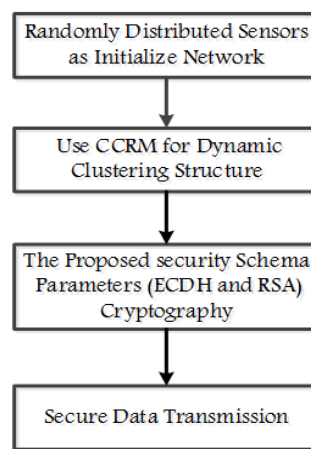 Randomly Distributed Sensors
as Initialize Network
Use CCRM for Dynamic
Clustering Structure
The Proposed security Schema
Parameters (ECDH and RSA)
Cryptography
Secure Data Transmission